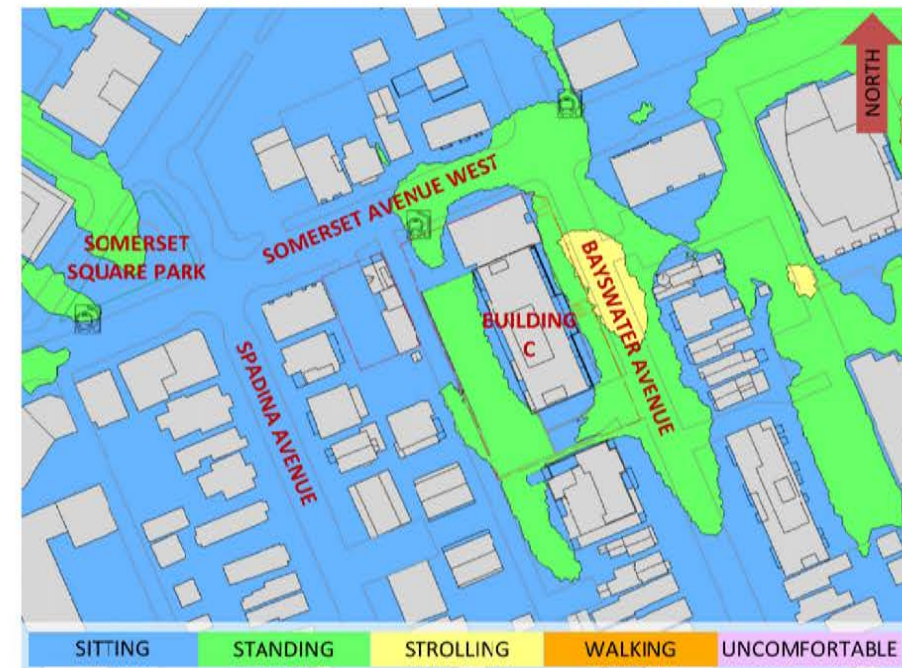 NORTH
SOMERSET AVENUE WEST
SOMERSET
SQUARE PARK
BAYSWATER AVENUE
BUILDING
C
SPADINA AVENUE
SITTING
STANDING
STROLLING
WALKING
UNCOMFORTABLE